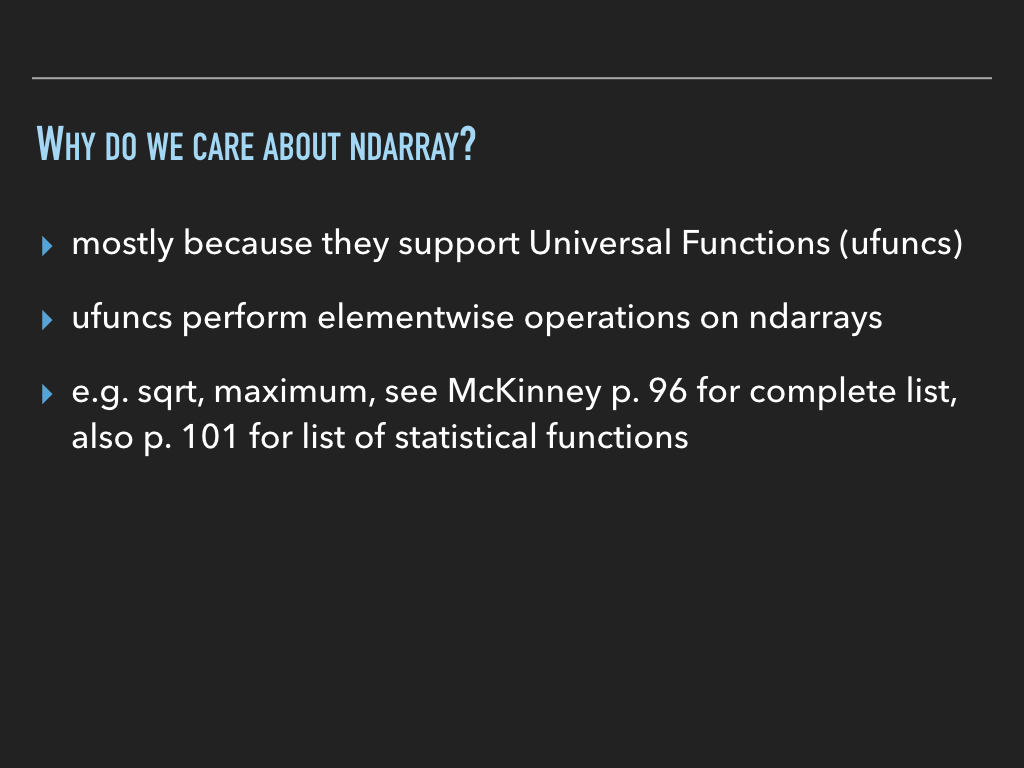 Why do we care about ndarray?
mostly because they support Universal Functions (ufuncs)
ufuncs perform elementwise operations on ndarrays
e.g. sqrt, maximum, see McKinney p. 96 for complete list,
also p. 101 for list of statistical functions